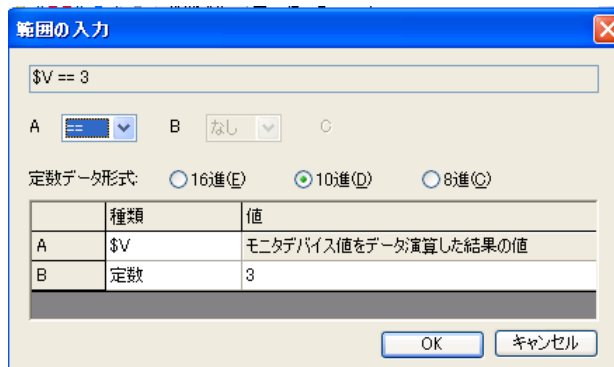 範囲の入力
$V == 3
A == B なし C
定数データ形式: 16進(E) 10進(D) 8進(C)
種類 値
A $V モニタデバイス値をデータ演算した結果の値
B 定数 3
OK キャンセル